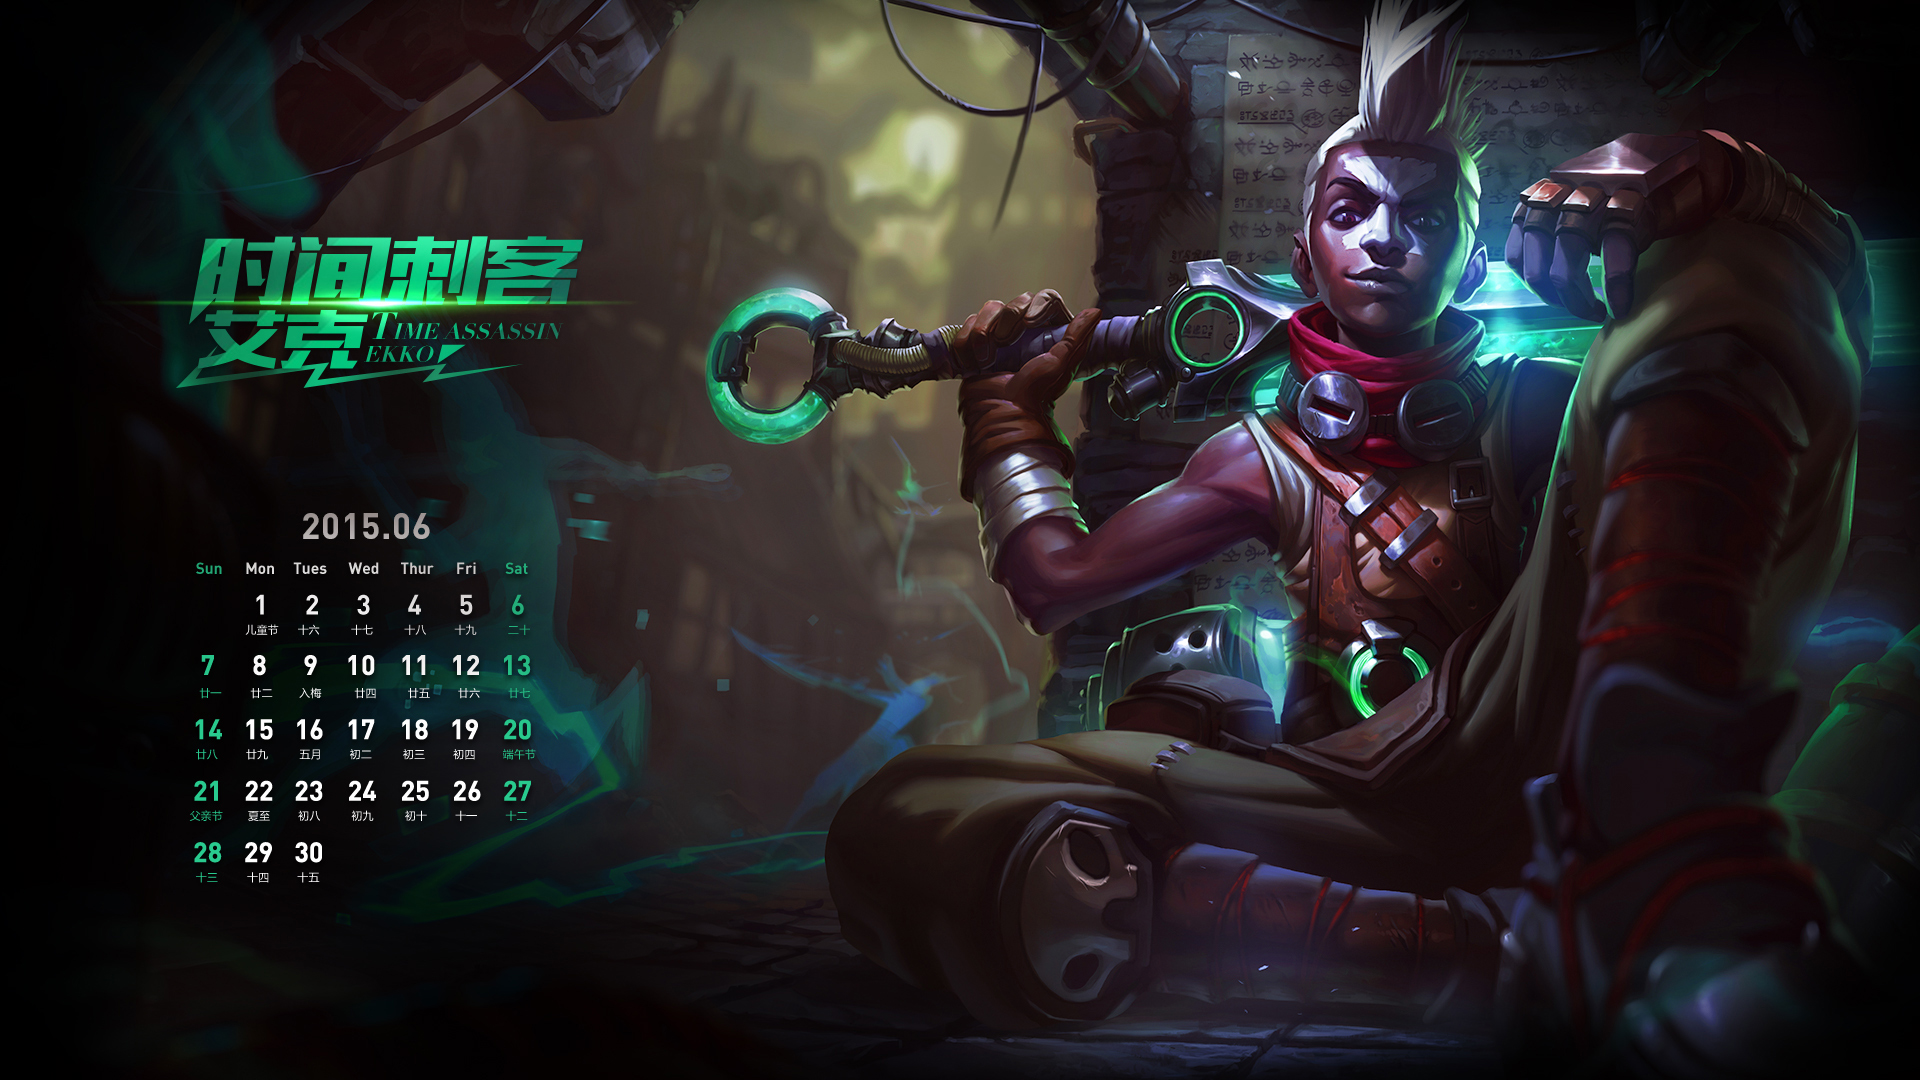 时间刺客
艾克 TIME ASSASSIN
EKKO
2015.06
Sun Mon Tues Wed Thur Fri Sat
1 2 3 4 5 6
儿童节 十六 十七 十八 十九 二十
7 8 9 10 11 12 13
廿一 廿二 入梅 廿四 廿五 廿六 廿七
14 15 16 17 18 19 20
廿八 廿九 五月 初二 初三 初四 端午节
21 22 23 24 25 26 27
父亲节 夏至 初八 初九 初十 十一 十二
28 29 30
十三 十四 十五